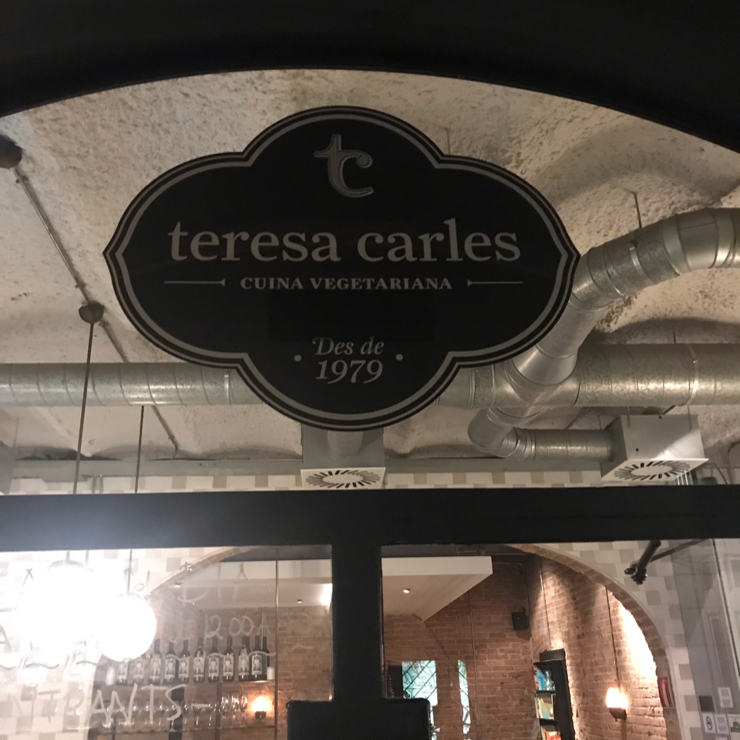 tc
teresa carles
CUINA VEGETARIANA
Des de
1979